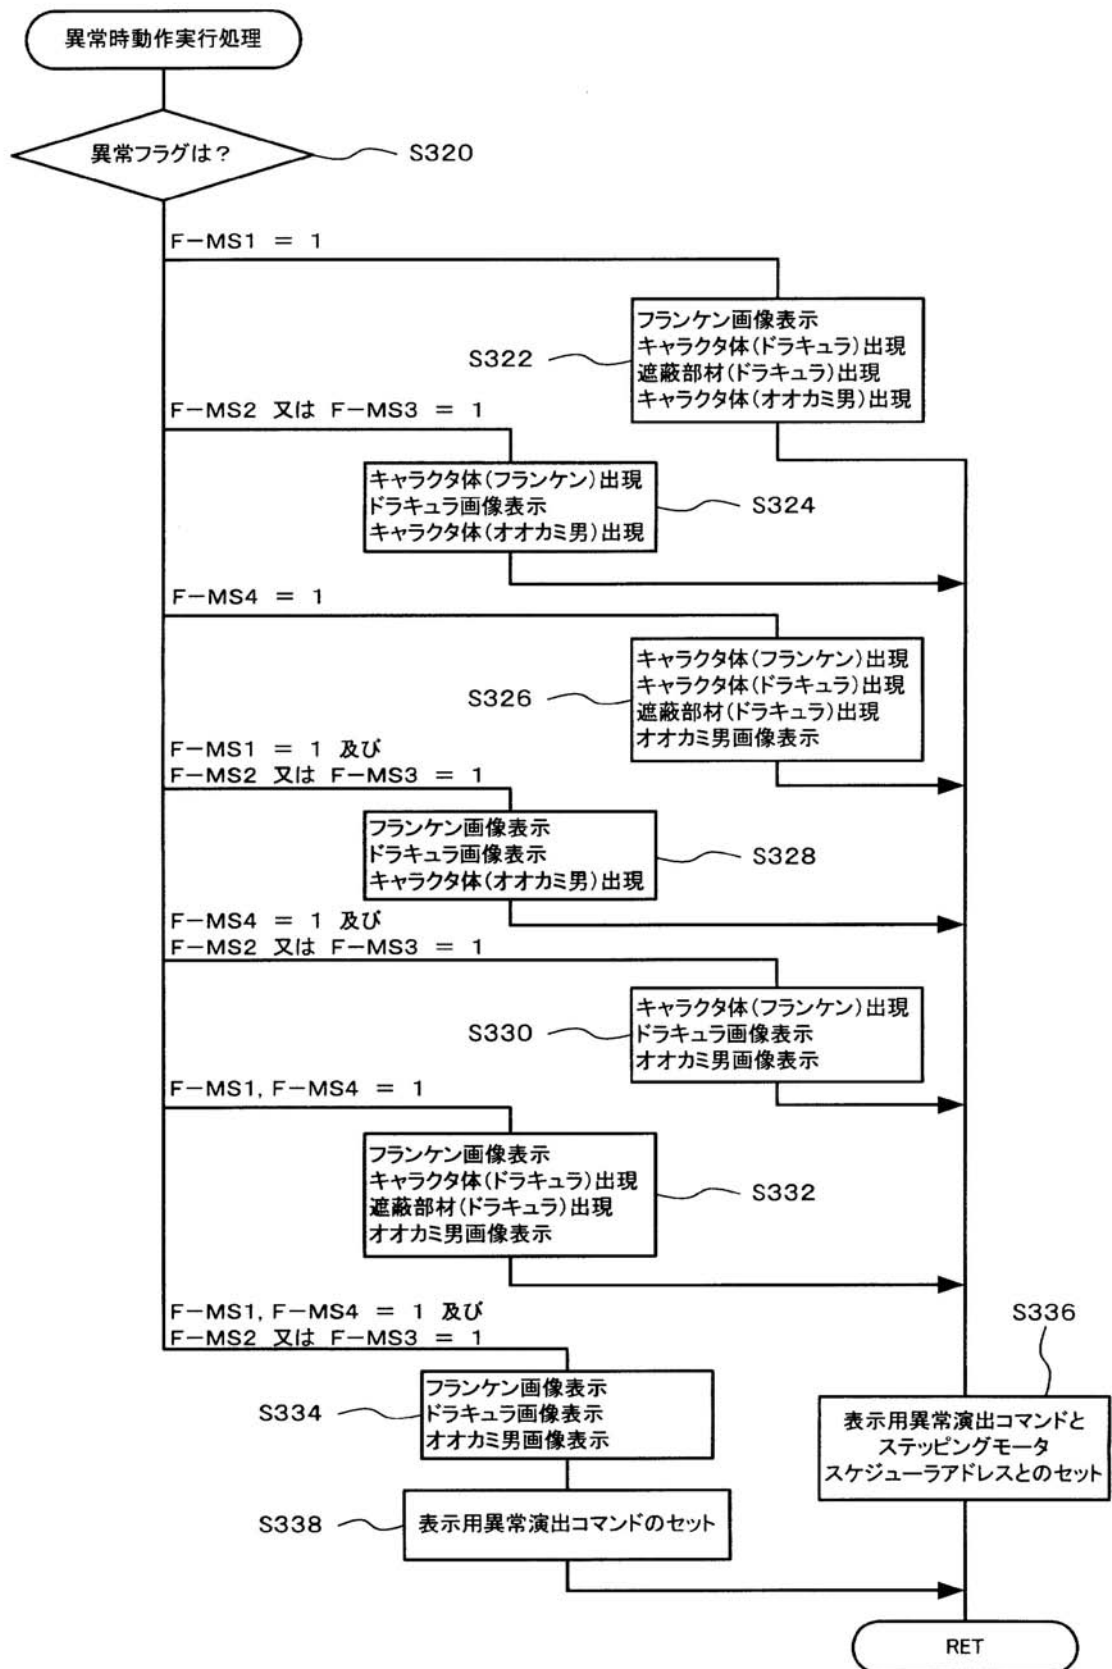 異常時動作実行処理
異常フラグは？
S320
F－MS1 ＝ 1
フランケン画像表示
キャラクタ体(ドラキュラ)出現
遮蔽部材(ドラキュラ)出現
キャラクタ体(オオカミ男)出現
S322
F－MS2 又は F－MS3 ＝ 1
キャラクタ体(フランケン)出現
ドラキュラ画像表示
キャラクタ体(オオカミ男)出現
S324
F－MS4 ＝ 1
キャラクタ体(フランケン)出現
キャラクタ体(ドラキュラ)出現
遮蔽部材(ドラキュラ)出現
オオカミ男画像表示
S326
F－MS1 ＝ 1 及び
F－MS2 又は F－MS3 ＝ 1
フランケン画像表示
ドラキュラ画像表示
キャラクタ体(オオカミ男)出現
S328
F－MS4 ＝ 1 及び
F－MS2 又は F－MS3 ＝ 1
キャラクタ体(フランケン)出現
ドラキュラ画像表示
オオカミ男画像表示
S330
F－MS1, F－MS4 ＝ 1
フランケン画像表示
キャラクタ体(ドラキュラ)出現
遮蔽部材(ドラキュラ)出現
オオカミ男画像表示
S332
F－MS1, F－MS4 ＝ 1 及び
F－MS2 又は F－MS3 ＝ 1
フランケン画像表示
ドラキュラ画像表示
オオカミ男画像表示
S334
S336
表示用異常演出コマンドと
ステッピングモータ
スケジューラアドレスとのセット
S338
表示用異常演出コマンドのセット
RET